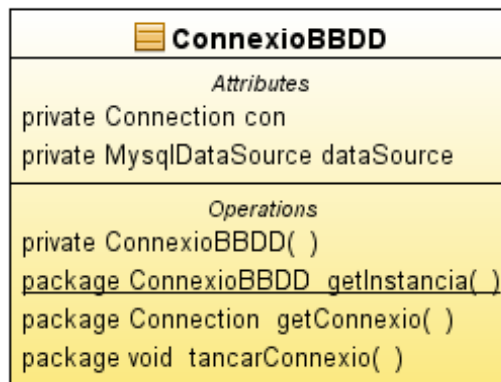 ConnexioBBDD
Attributes
private Connection con
private MysqlDataSource dataSource
Operations
private ConnexioBBDD( )
package ConnexioBBDD getInstancia( )
package Connection getConnexio( )
package void tancarConnexio( )